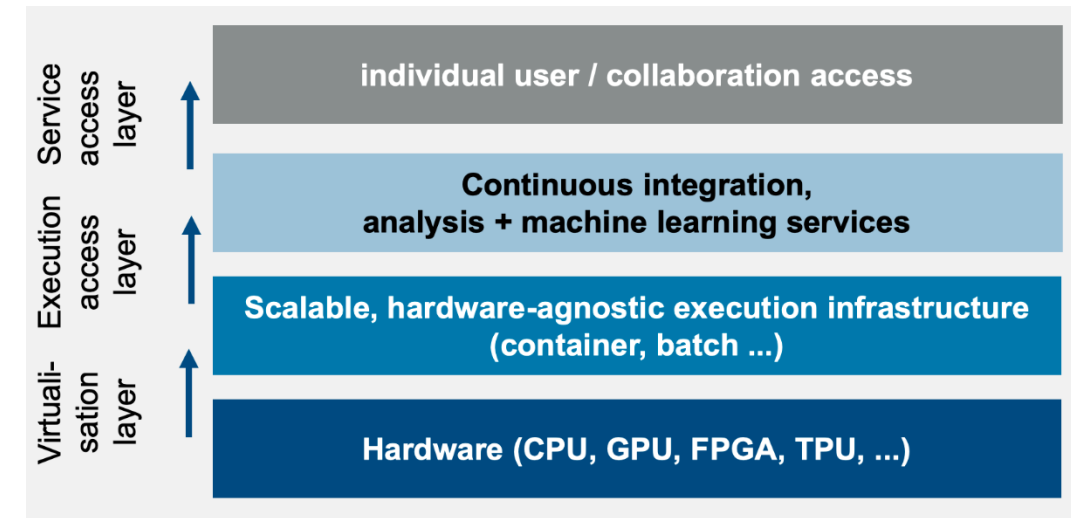 Service
access
layer
individual user / collaboration access
Execution
access
layer
Continuous integration,
analysis + machine learning services
Virtuali-
sation
layer
Scalable, hardware-agnostic execution infrastructure
(container, batch ...)
Hardware (CPU, GPU, FPGA, TPU, ...)